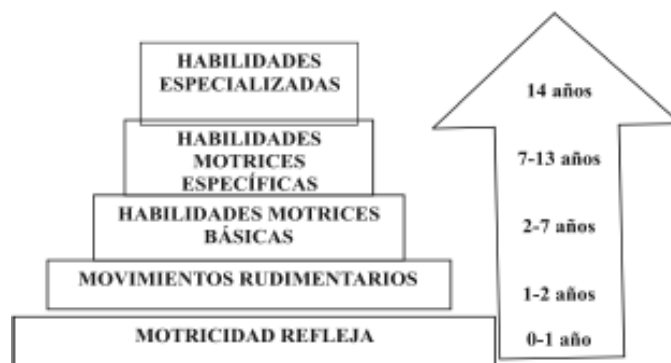 HABILIDADES
ESPECIALIZADAS
14 años
HABILIDADES
MOTRICES
ESPECÍFICAS
7-13 años
HABILIDADES MOTRICES
BÁSICAS
2-7 años
MOVIMIENTOS RUDIMENTARIOS
1-2 años
MOTRICIDAD REFLEJA
0-1 año